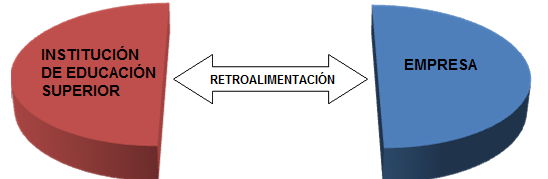 INSTITUCIÓN
DE EDUCACIÓN
SUPERIOR
RETROALIMENTACIÓN
EMPRESA